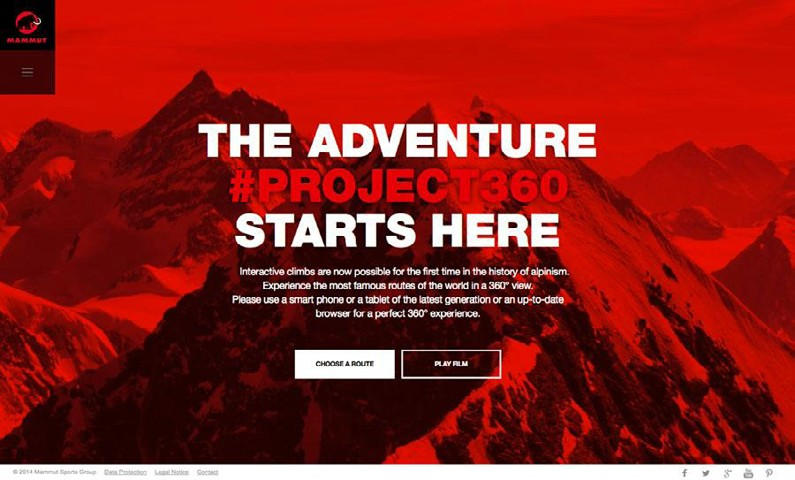 MAMMUT
THE ADVENTURE
#PROJECT360
STARTS HERE
Interactive climbs are now possible for the first time in the history of alpinism.
Experience the most famous routes of the world in a 360° view.
Please use a smart phone or a tablet of the latest generation or an up-to-date
browser for a perfect 360° experience.
CHOOSE A ROUTE PLAY FILM
© 2014 Mammut Sports Group Data Protection Legal Notice Contact